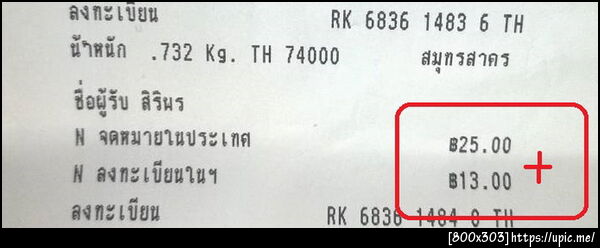 ลงทะเบียน RK 6836 1483 6 TH
น้ำหนัก .732 Kg. TH 74000 สมุทรสาคร
ชื่อผู้รับ สิริพร
N จดหมายในประเทศ ฿25.00
+
N ลงทะเบียนในฯ ฿13.00
ลงทะเบียน RK 6836 1484 0 TH
[800x303] https://upic.me/